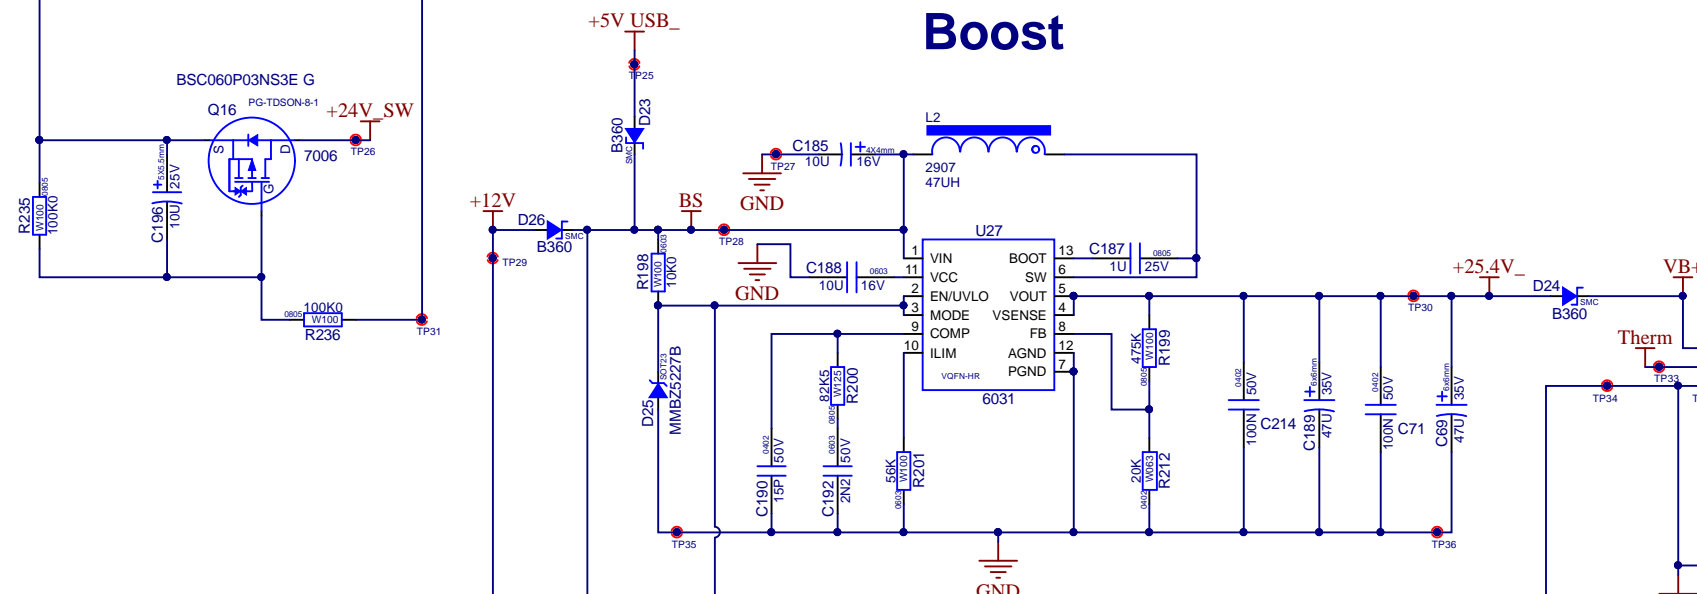 Boost
+5V USB_
TP25
D23
B360
SMC
BSC060P03NS3E G
Q16
PG-TDSON-8-1
+24V_SW
TP26
7006
S
D
G
R235
W100
100K0
0805
C196
10U
25V
5X5.5mm
100K0
0805
W100
R236
TP31
+12V
TP29
D26
SMC
B360
BS
TP28
R198
W100
10K0
0603
TP27
GND
C185
10U
16V
4X4mm
L2
2907
47UH
GND
C188
0603
10U
16V
U27
1
VIN
11
VCC
2
EN/UVLO
3
MODE
9
COMP
10
ILIM
BOOT
13
SW
6
VOUT
5
VSENSE
4
FB
8
AGND
12
PGND
7
VQFN-HR
6031
C187
0805
1U
25V
D25
MMBZ5227B
SOT23
C190
15P
50V
0402
82K5
W125
R200
0805
C192
2N2
50V
0603
56K
W100
R201
0603
475K
W100
R199
0805
20K
W063
R212
0402
C214
100N
50V
0402
C189
47U
35V
6x6mm
C71
100N
50V
0402
C69
47U
35V
6x6mm
TP30
+25.4V_
D24
SMC
B360
VB+
Therm
TP33
TP34
TP35
TP36
GND